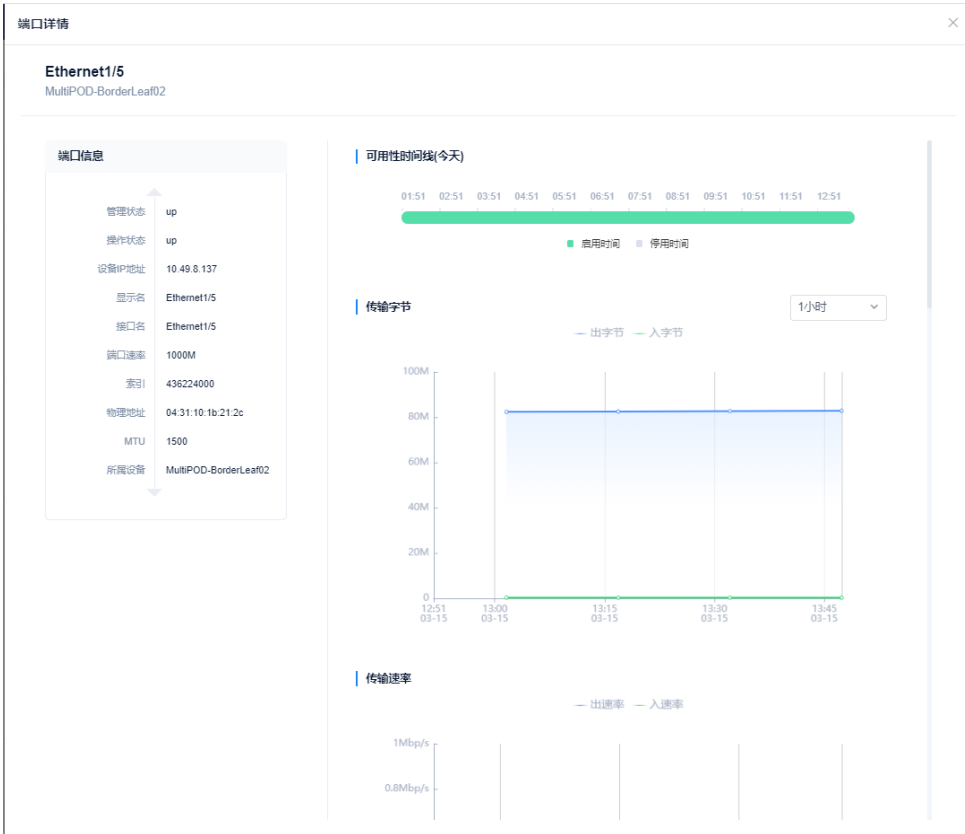 端口详情
Ethernet1/5
MultiPOD-BorderLeaf02
端口信息
管理状态 up
操作状态 up
设备IP地址 10.49.8.137
显示名 Ethernet1/5
接口名 Ethernet1/5
端口速率 1000M
索引 436224000
物理地址 04:31:10:1b:21:2c
MTU 1500
所属设备 MultiPOD-BorderLeaf02
可用性时间线(今天)
01:51 02:51 03:51 04:51 05:51 06:51 07:51 08:51 09:51 10:51 11:51 12:51
启用时间 停用时间
传输字节 1小时
出字节 入字节
100M
80M
60M
40M
20M
0
12:51 13:00 13:15 13:30 13:45
03-15 03-15 03-15 03-15 03-15
传输速率
出速率 入速率
1Mbp/s
0.8Mbp/s